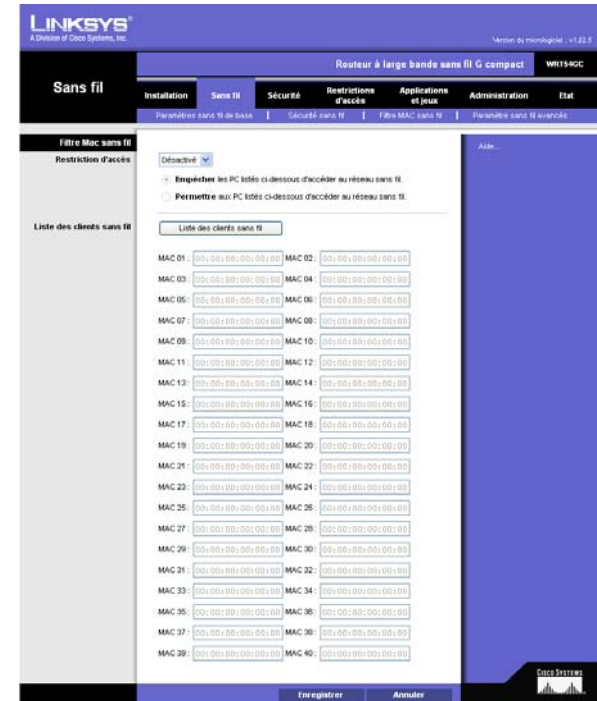 LINKSYS®
A Division of Cisco Systems, Inc.
Version du micrologiciel : v1.02.5
Routeur à large bande sans fil G compact
WRT54GC
Sans fil
Installation
Sans fil
Sécurité
Restrictions d'accès
Applications et jeux
Administration
Etat
Paramètres sans fil de base | Sécurité sans fil | Filtre MAC sans fil | Paramètre sans fil avancés
Filtre Mac sans fil
Aide...
Restriction d'accès
Désactivé
Empêcher les PC listés ci-dessous d'accéder au réseau sans fil.
Permettre aux PC listés ci-dessous d'accéder au réseau sans fil.
Liste des clients sans fil
Liste des clients sans fil
MAC 01 : 00:00:00:00:00:00 MAC 02 : 00:00:00:00:00:00
MAC 03 : 00:00:00:00:00:00 MAC 04 : 00:00:00:00:00:00
MAC 05 : 00:00:00:00:00:00 MAC 06 : 00:00:00:00:00:00
MAC 07 : 00:00:00:00:00:00 MAC 08 : 00:00:00:00:00:00
MAC 09 : 00:00:00:00:00:00 MAC 10 : 00:00:00:00:00:00
MAC 11 : 00:00:00:00:00:00 MAC 12 : 00:00:00:00:00:00
MAC 13 : 00:00:00:00:00:00 MAC 14 : 00:00:00:00:00:00
MAC 15 : 00:00:00:00:00:00 MAC 16 : 00:00:00:00:00:00
MAC 17 : 00:00:00:00:00:00 MAC 18 : 00:00:00:00:00:00
MAC 19 : 00:00:00:00:00:00 MAC 20 : 00:00:00:00:00:00
MAC 21 : 00:00:00:00:00:00 MAC 22 : 00:00:00:00:00:00
MAC 23 : 00:00:00:00:00:00 MAC 24 : 00:00:00:00:00:00
MAC 25 : 00:00:00:00:00:00 MAC 26 : 00:00:00:00:00:00
MAC 27 : 00:00:00:00:00:00 MAC 28 : 00:00:00:00:00:00
MAC 29 : 00:00:00:00:00:00 MAC 30 : 00:00:00:00:00:00
MAC 31 : 00:00:00:00:00:00 MAC 32 : 00:00:00:00:00:00
MAC 33 : 00:00:00:00:00:00 MAC 34 : 00:00:00:00:00:00
MAC 35 : 00:00:00:00:00:00 MAC 36 : 00:00:00:00:00:00
MAC 37 : 00:00:00:00:00:00 MAC 38 : 00:00:00:00:00:00
MAC 39 : 00:00:00:00:00:00 MAC 40 : 00:00:00:00:00:00
CISCO SYSTEMS
Enregistrer
Annuler